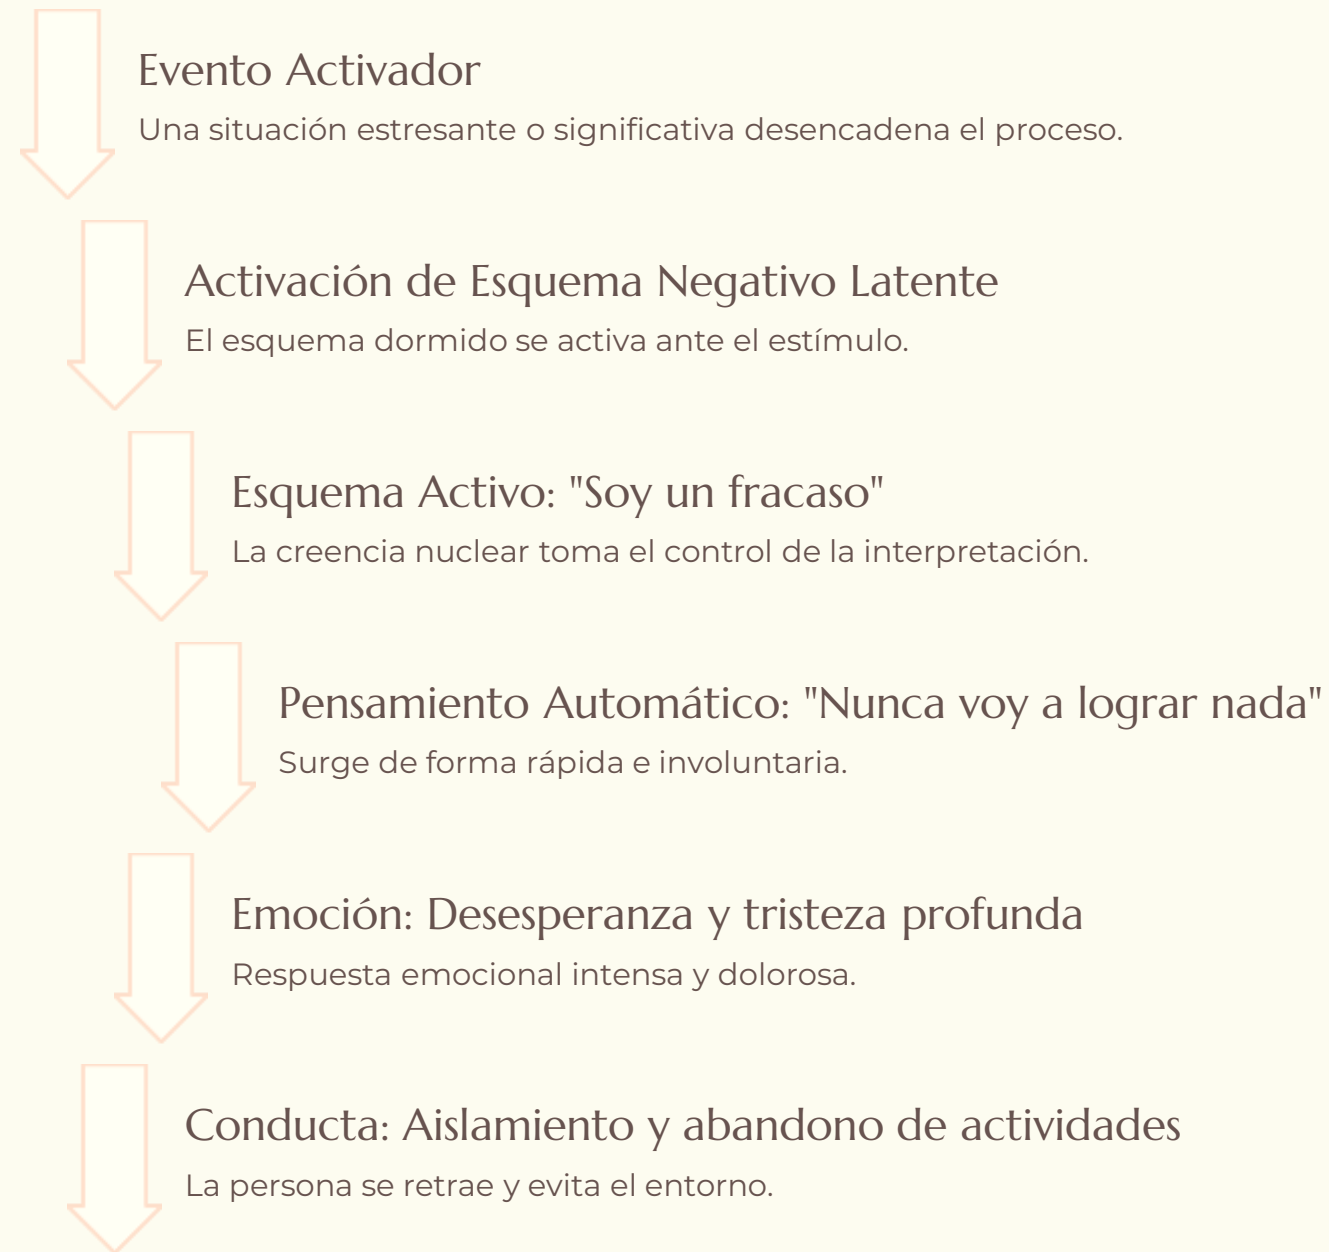 Evento Activador
Una situación estresante o significativa desencadena el proceso.
Activación de Esquema Negativo Latente
El esquema dormido se activa ante el estímulo.
Esquema Activo: "Soy un fracaso"
La creencia nuclear toma el control de la interpretación.
Pensamiento Automático: "Nunca voy a lograr nada"
Surge de forma rápida e involuntaria.
Emoción: Desesperanza y tristeza profunda
Respuesta emocional intensa y dolorosa.
Conducta: Aislamiento y abandono de actividades
La persona se retrae y evita el entorno.